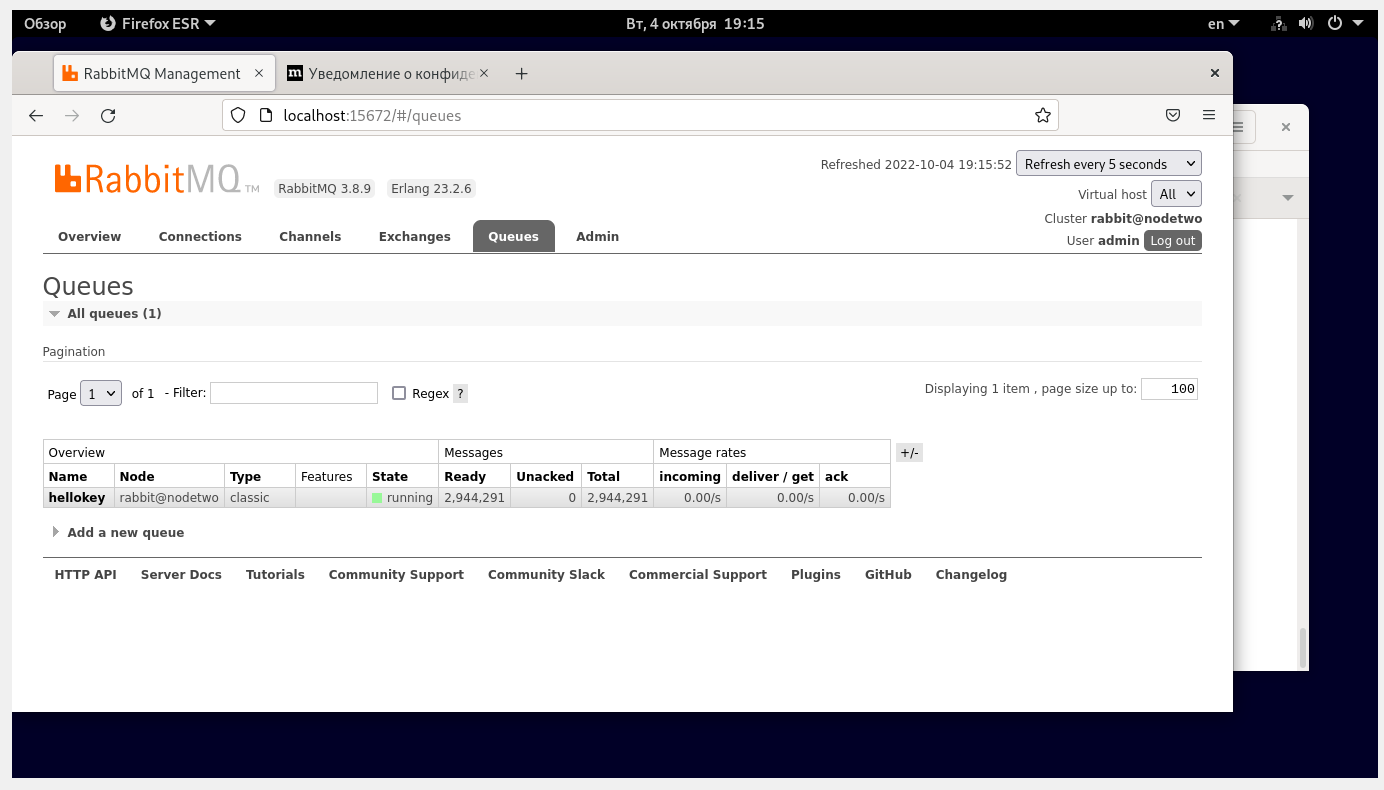 Обзор Firefox ESR Вт, 4 октября 19:15 en
RabbitMQ Management Уведомление о конфиде
localhost:15672/#/queues
RabbitMQ TM RabbitMQ 3.8.9 Erlang 23.2.6
Refreshed 2022-10-04 19:15:52 Refresh every 5 seconds
Virtual host All
Cluster rabbit@nodetwo
User admin Log out
Overview Connections Channels Exchanges Queues Admin
Queues
All queues (1)
Pagination
Page 1 of 1 - Filter: Regex ? Displaying 1 item , page size up to: 100
Overview Messages Message rates +/-
Name Node Type Features State Ready Unacked Total incoming deliver / get ack
hellokey rabbit@nodetwo classic running 2,944,291 0 2,944,291 0.00/s 0.00/s 0.00/s
Add a new queue
HTTP API Server Docs Tutorials Community Support Community Slack Commercial Support Plugins GitHub Changelog